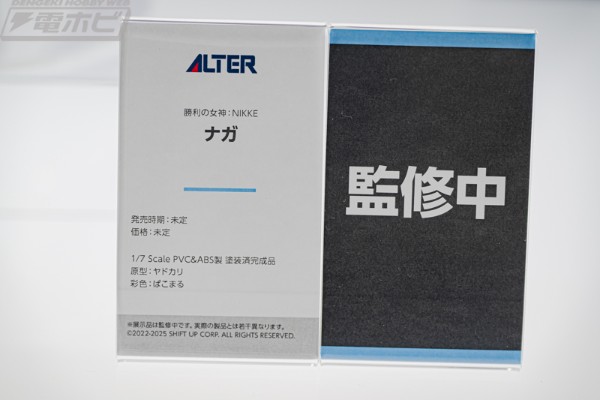 DENGEKI HOBBY WEB
電ホビ
ALTER
勝利の女神：NIKKE
ナガ
発売時期：未定
価格：未定
1/7 Scale PVC&ABS製 塗装済完成品
原型：ヤドカリ
彩色：ぱこまる
※展示品は監修中です。実際の製品とは若干異なります。
©2022-2025 SHIFT UP CORP. ALL RIGHTS RESERVED.
監修中